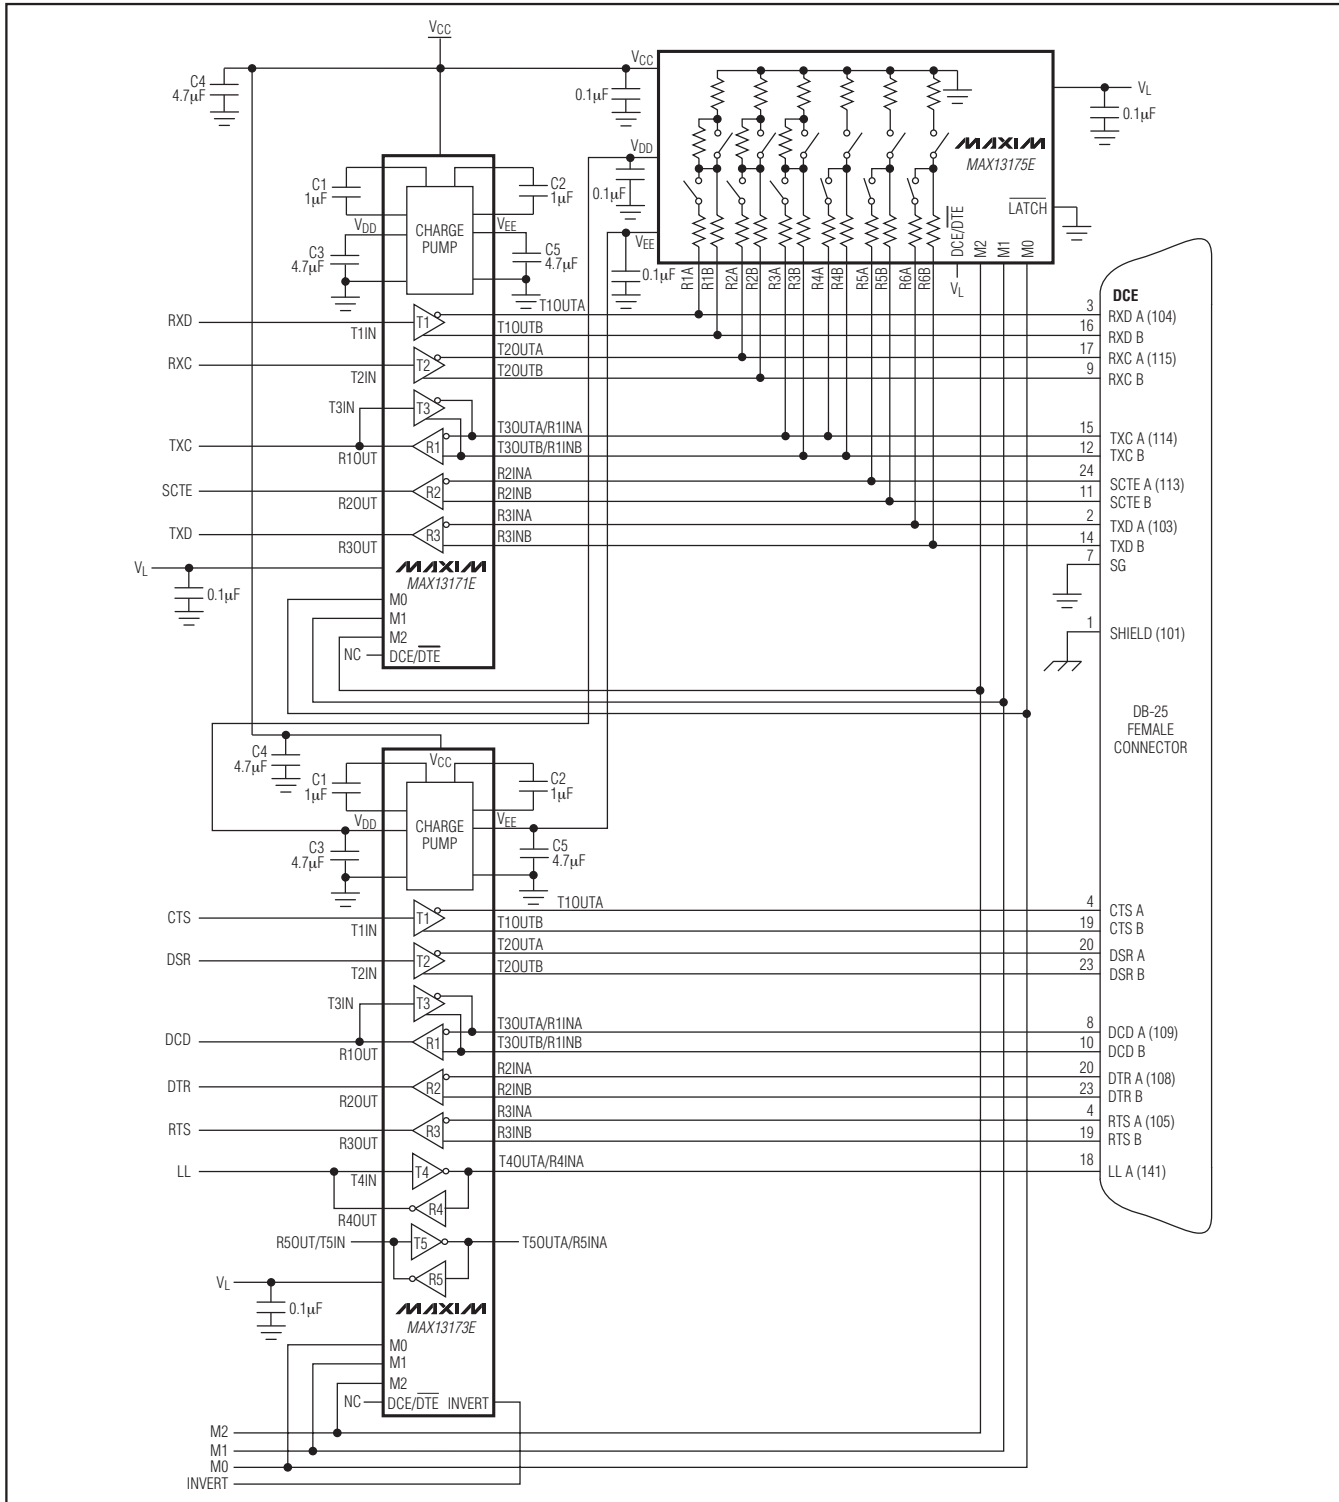 VCC
C4
4.7μF
VCC
0.1μF
VL
0.1μF
MAXIM
MAX13175E
VDD
0.1μF
LATCH
DCE/DTE
M2
M1
M0
VEE
0.1μF
R1A
R1B
R2A
R2B
R3A
R3B
R4A
R4B
R5A
R5B
R6A
R6B
VL
C1
1μF
C2
1μF
VDD
CHARGE
PUMP
VEE
C3
4.7μF
C5
4.7μF
DCE
RXD
T1IN
T1
T1OUTA
3
RXD A (104)
T1OUTB
16
RXD B
RXC
T2IN
T2
T2OUTA
17
RXC A (115)
T2OUTB
9
RXC B
T3IN
T3
TXC
R1OUT
R1
T3OUTA/R1INA
15
TXC A (114)
T3OUTB/R1INB
12
TXC B
SCTE
R2OUT
R2
R2INA
24
SCTE A (113)
R2INB
11
SCTE B
TXD
R3OUT
R3
R3INA
2
TXD A (103)
R3INB
14
TXD B
7
SG
VL
0.1μF
MAXIM
MAX13171E
M0
M1
M2
NC
DCE/DTE
1
SHIELD (101)
DB-25
FEMALE
CONNECTOR
C4
4.7μF
VCC
C1
1μF
C2
1μF
VDD
CHARGE
PUMP
VEE
C3
4.7μF
C5
4.7μF
CTS
T1IN
T1
T1OUTA
4
CTS A
T1OUTB
19
CTS B
DSR
T2IN
T2
T2OUTA
20
DSR A
T2OUTB
23
DSR B
T3IN
T3
DCD
R1OUT
R1
T3OUTA/R1INA
8
DCD A (109)
T3OUTB/R1INB
10
DCD B
DTR
R2OUT
R2
R2INA
20
DTR A (108)
R2INB
23
DTR B
RTS
R3OUT
R3
R3INA
4
RTS A (105)
R3INB
19
RTS B
LL
T4IN
T4
T4OUTA/R4INA
18
LL A (141)
R4OUT
R4
R5OUT/T5IN
T5
T5OUTA/R5INA
R5
VL
0.1μF
MAXIM
MAX13173E
M0
M1
M2
NC
DCE/DTE
INVERT
M2
M1
M0
INVERT